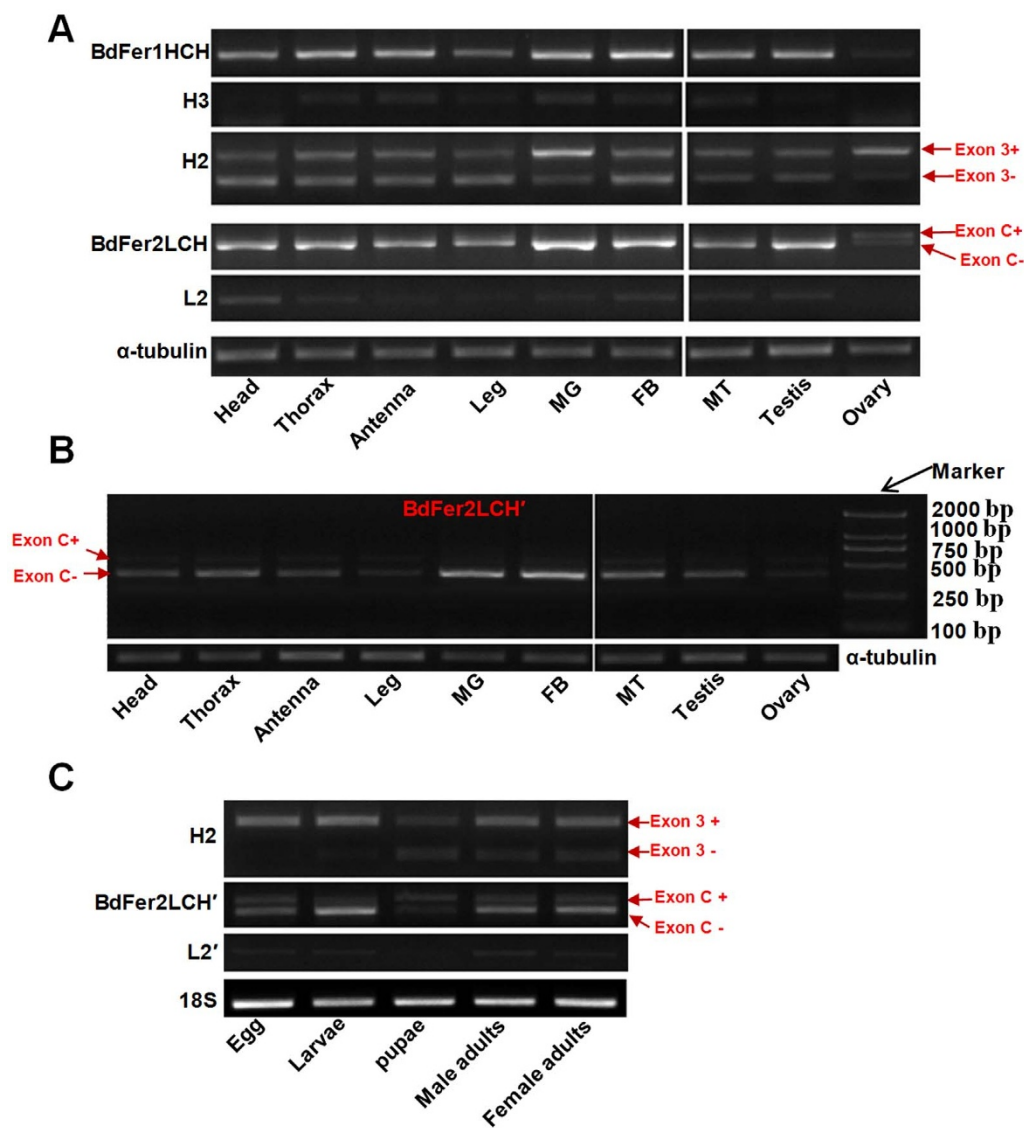 A
BdFer1HCH
H3
H2
Exon 3+
Exon 3-
BdFer2LCH
Exon C+
Exon C-
L2
α-tubulin
Head Thorax Antenna Leg MG FB MT Testis Ovary
B
Marker
BdFer2LCH′
2000 bp
1000 bp
750 bp
500 bp
250 bp
100 bp
Exon C+
Exon C-
α-tubulin
Head Thorax Antenna Leg MG FB MT Testis Ovary
C
H2
Exon 3 +
Exon 3 -
BdFer2LCH′
Exon C +
Exon C -
L2′
18S
Egg Larvae pupae Male adults Female adults